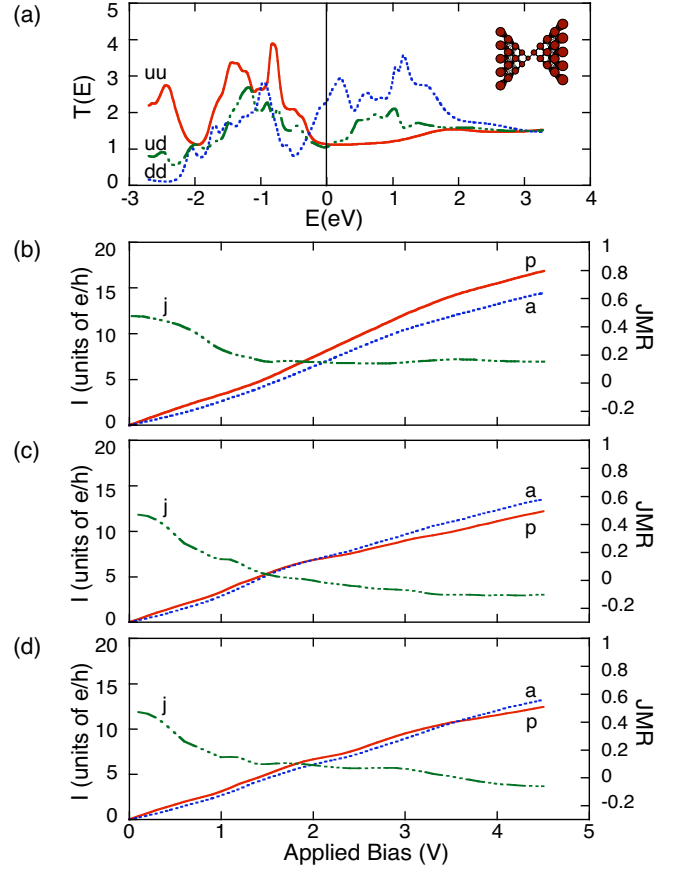 (a)
5
4
3
2
1
0
T(E)
uu
ud
dd
-3 -2 -1 0 1 2 3 4
E(eV)
(b)
20
15
10
5
0
I (units of e/h)
j
p
a
1
0.8
0.6
0.4
0.2
0
-0.2
JMR
(c)
20
15
10
5
0
I (units of e/h)
j
a
p
1
0.8
0.6
0.4
0.2
0
-0.2
JMR
(d)
20
15
10
5
0
I (units of e/h)
j
a
p
1
0.8
0.6
0.4
0.2
0
-0.2
JMR
0 1 2 3 4 5
Applied Bias (V)